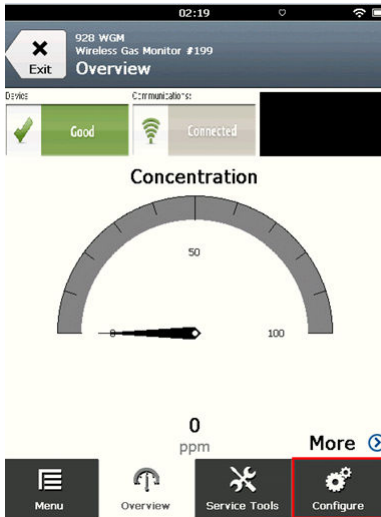 02:19
928 WGM
Wireless Gas Monitor #199
Exit
Overview
Device
Communications:
Good
Connected
Concentration
50
0
100
0
ppm
More
Menu
Overview
Service Tools
Configure